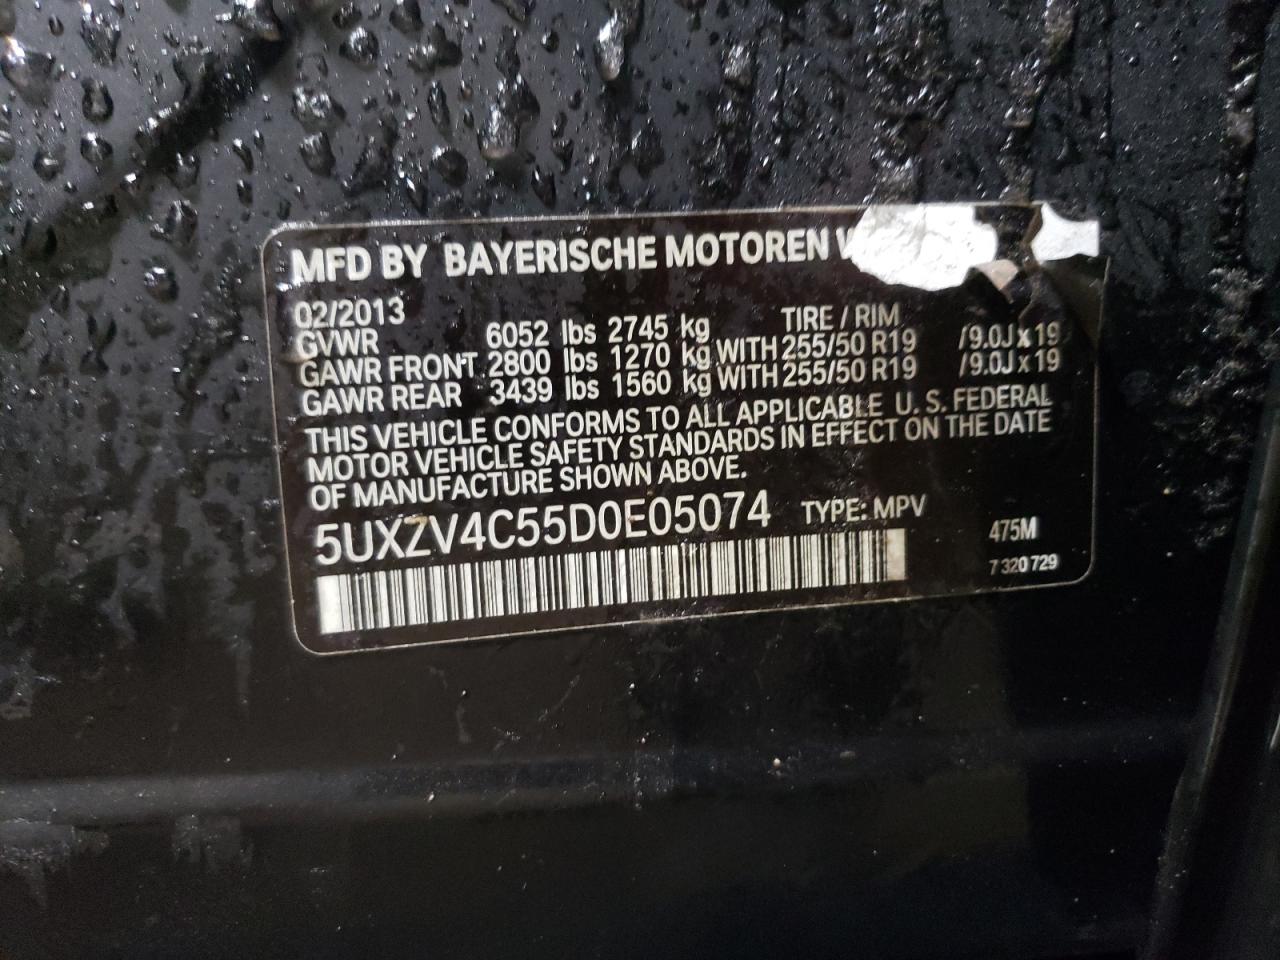 MFD BY BAYERISCHE MOTOREN
02/2013 TIRE / RIM
GVWR 6052 lbs 2745 kg
GAWR FRONT 2800 lbs 1270 kg WITH 255/50 R19 /9.0J x 19
GAWR REAR 3439 lbs 1560 kg WITH 255/50 R19 /9.0J x 19
THIS VEHICLE CONFORMS TO ALL APPLICABLE U.S. FEDERAL
MOTOR VEHICLE SAFETY STANDARDS IN EFFECT ON THE DATE
OF MANUFACTURE SHOWN ABOVE.
5UXZV4C55D0E05074 TYPE: MPV
475M
7 320 729